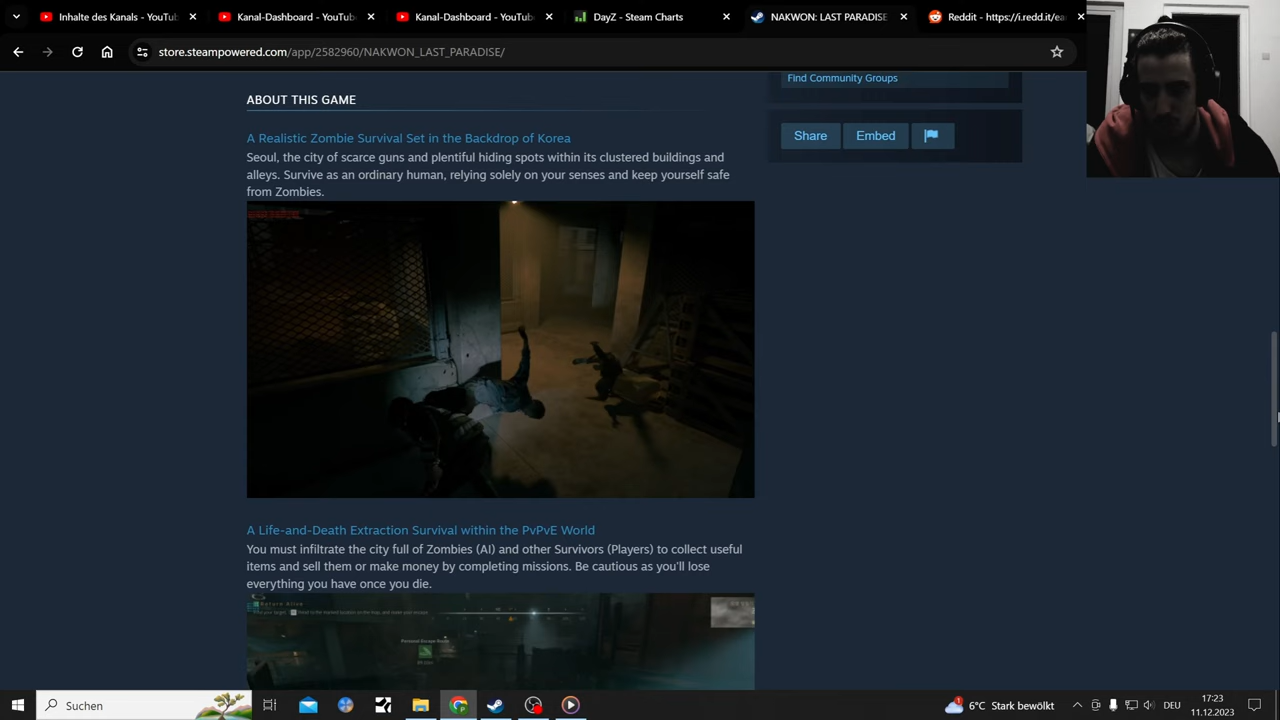 Inhalte des Kanals - YouTu
Kanal-Dashboard - YouTub
Kanal-Dashboard - YouTub
DayZ - Steam Charts
NAKWON: LAST PARADISE
Reddit - https://i.redd.it/ea
store.steampowered.com/app/2582960/NAKWON_LAST_PARADISE/
Find Community Groups
Share
Embed
ABOUT THIS GAME
A Realistic Zombie Survival Set in the Backdrop of Korea
Seoul, the city of scarce guns and plentiful hiding spots within its clustered buildings and
alleys. Survive as an ordinary human, relying solely on your senses and keep yourself safe
from Zombies.
A Life-and-Death Extraction Survival within the PvPvE World
You must infiltrate the city full of Zombies (AI) and other Survivors (Players) to collect useful
items and sell them or make money by completing missions. Be cautious as you'll lose
everything you have once you die.
Suchen
6°C Stark bewölkt
DEU
17:23
11.12.2023